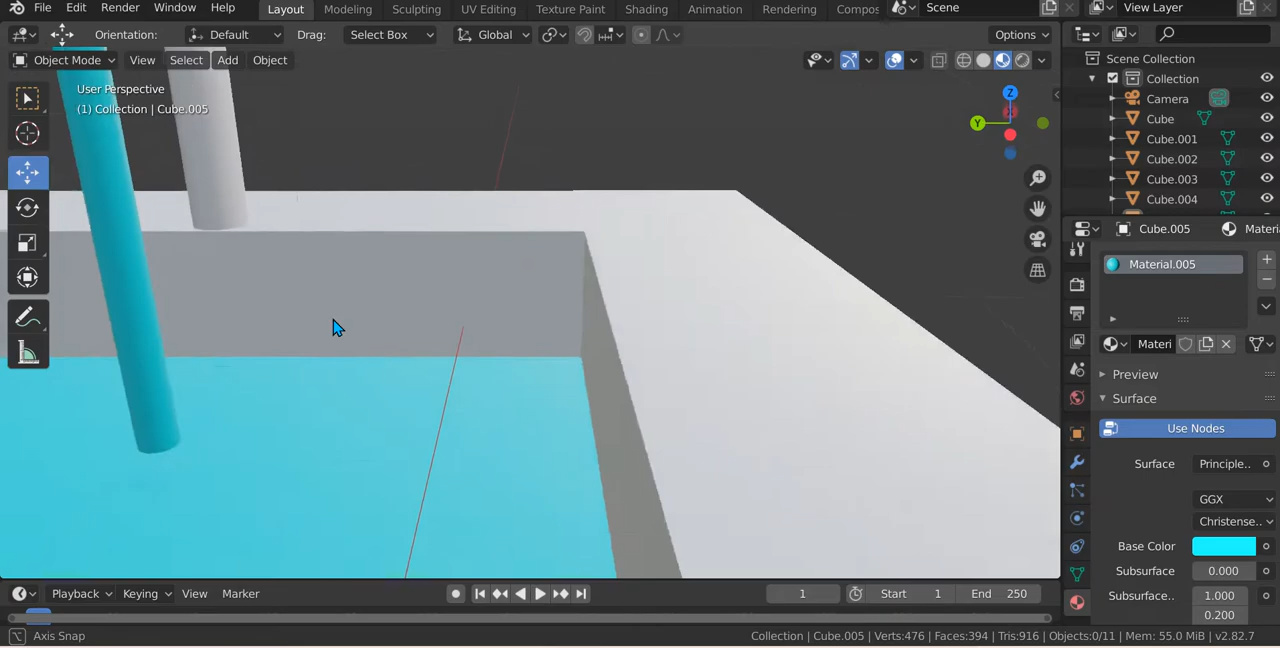 File Edit Render Window Help Layout Modeling Sculpting UV Editing Texture Paint Shading Animation Rendering Compos Scene View Layer
Orientation: Default Drag: Select Box Global Options
Object Mode View Select Add Object
User Perspective
(1) Collection | Cube.005
Z
Y
X
Scene Collection
Collection
Camera
Cube
Cube.001
Cube.002
Cube.003
Cube.004
Cube.005 Materi
Material.005
Materi
Preview
Surface
Use Nodes
Surface Principle..
GGX
Christense..
Base Color
Subsurface 0.000
Subsurface.. 1.000
0.200
Playback Keying View Marker 1 Start 1 End 250
Axis Snap Collection | Cube.005 | Verts:476 | Faces:394 | Tris:916 | Objects:0/11 | Mem: 55.0 MiB | v2.82.7